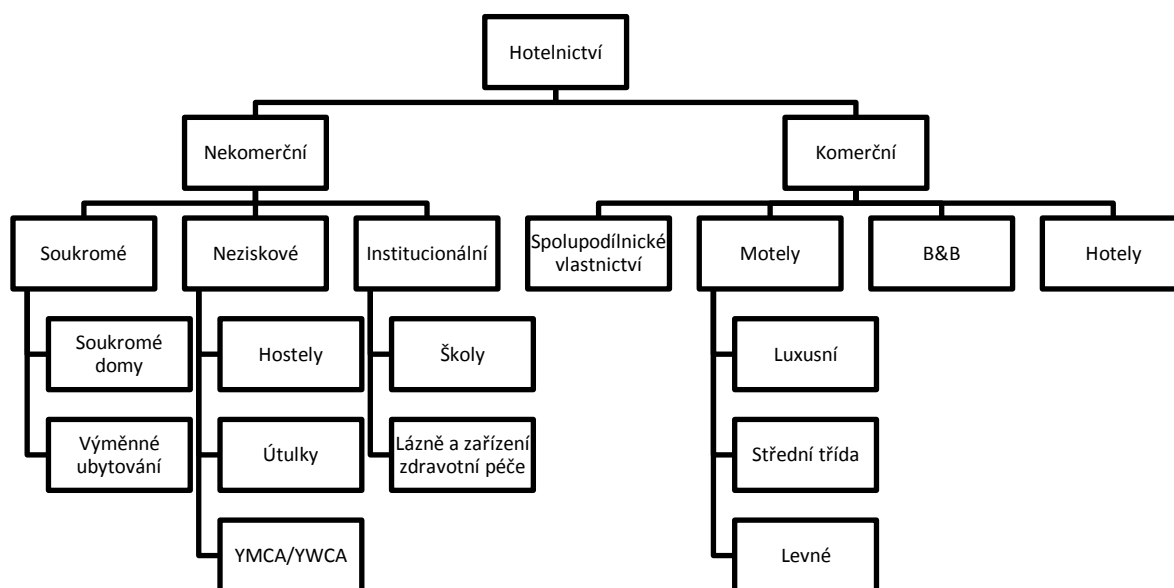 Hotelnictví
Nekomerční
Komerční
Soukromé
Neziskové
Institucionální
Spolupodílnické
vlastnictví
Motely
B&B
Hotely
Soukromé
domy
Hostely
Školy
Luxusní
Výměnné
ubytování
Útulky
Lázně a zařízení
zdravotní péče
Střední třída
YMCA/YWCA
Levné